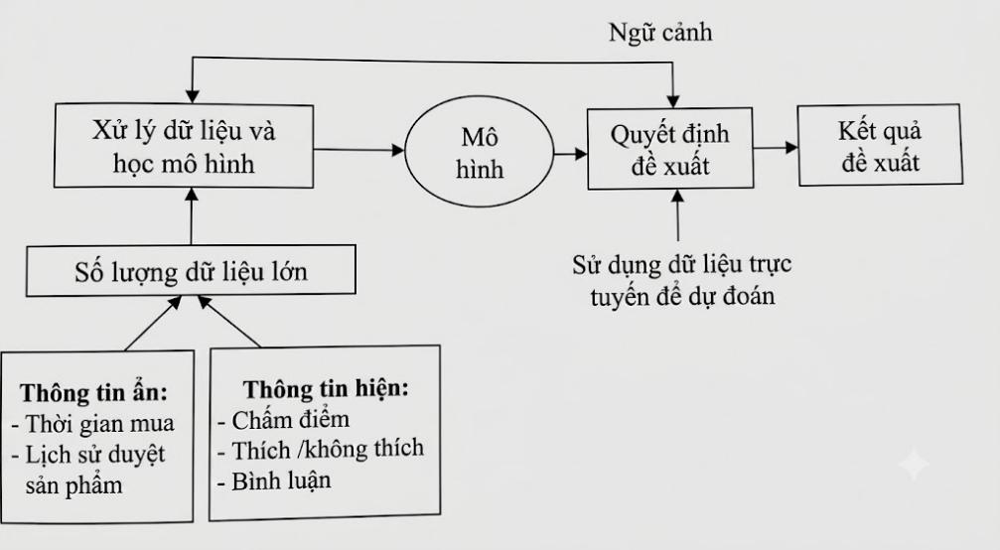 Ngữ cảnh
Xử lý dữ liệu và
học mô hình
Mô
hình
Quyết định
đề xuất
Kết quả
đề xuất
Số lượng dữ liệu lớn
Sử dụng dữ liệu trực
tuyến để dự đoán
Thông tin ẩn:
- Thời gian mua
- Lịch sử duyệt
sản phẩm
Thông tin hiện:
- Chấm điểm
- Thích /không thích
- Bình luận